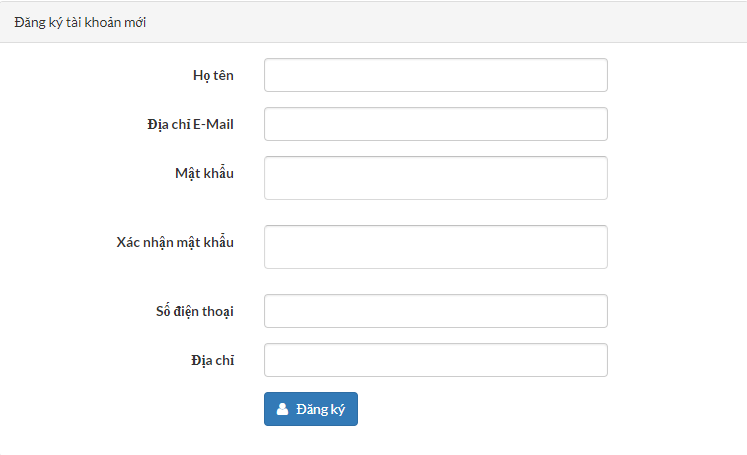 Đăng ký tài khoản mới
Họ tên
Địa chỉ E-Mail
Mật khẩu
Xác nhận mật khẩu
Số điện thoại
Địa chỉ
Đăng ký